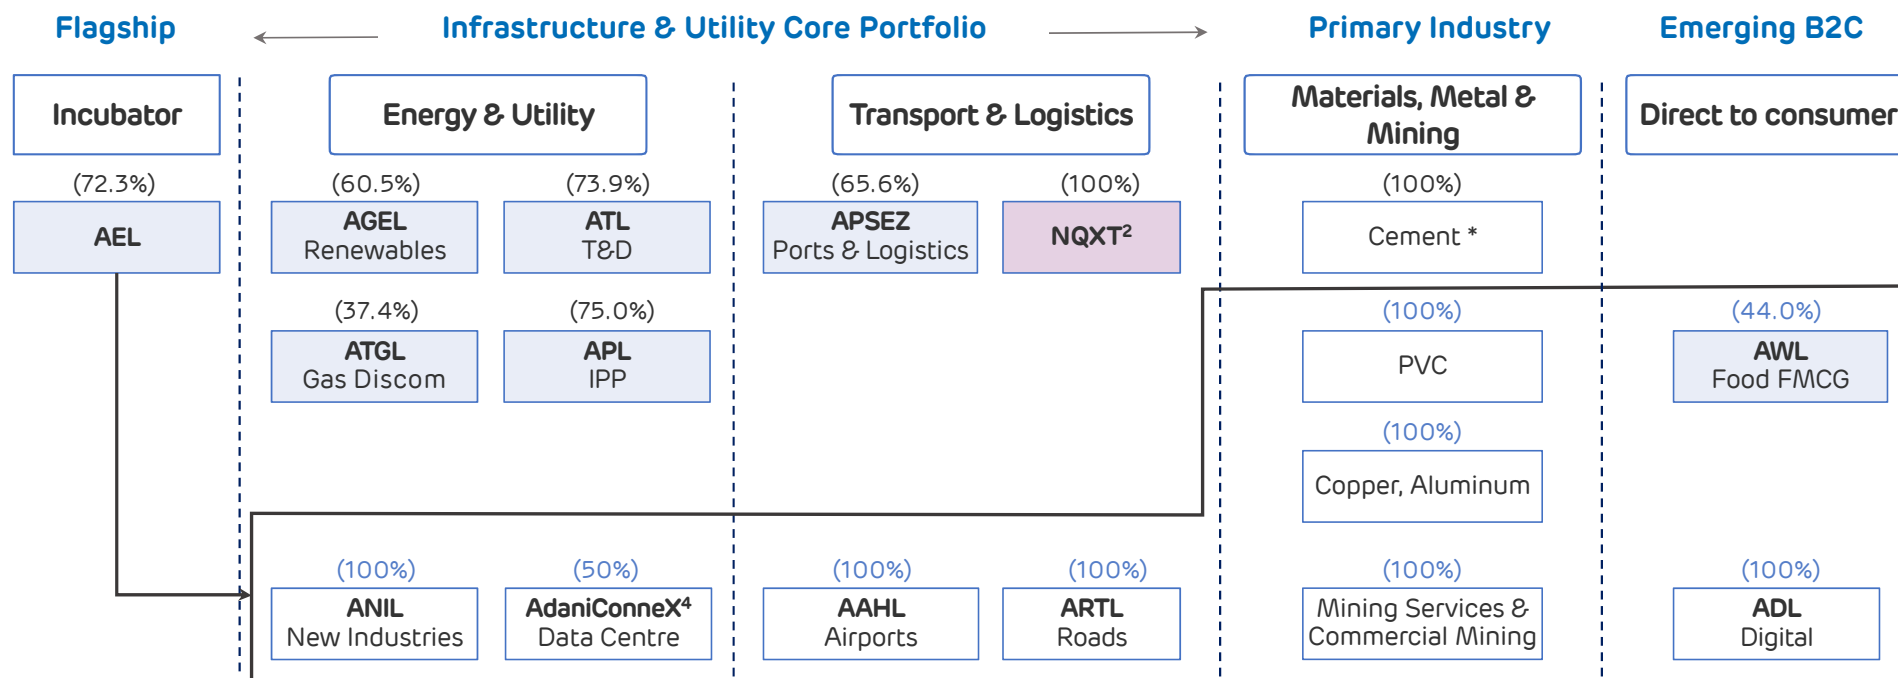 Flagship
Infrastructure & Utility Core Portfolio
Primary Industry
Emerging B2C
Incubator
Energy & Utility
Transport & Logistics
Materials, Metal &
Mining
Direct to consumer
(72.3%)
(60.5%)
(73.9%)
(65.6%)
(100%)
(100%)
AEL
AGEL
Renewables
ATL
T&D
APSEZ
Ports & Logistics
NQXT²
Cement *
(37.4%)
(75.0%)
(100%)
(44.0%)
ATGL
Gas Discom
APL
IPP
PVC
AWL
Food FMCG
(100%)
Copper, Aluminum
(100%)
(50%)
(100%)
(100%)
(100%)
(100%)
ANIL
New Industries
AdaniConneX⁴
Data Centre
AAHL
Airports
ARTL
Roads
Mining Services &
Commercial Mining
ADL
Digital